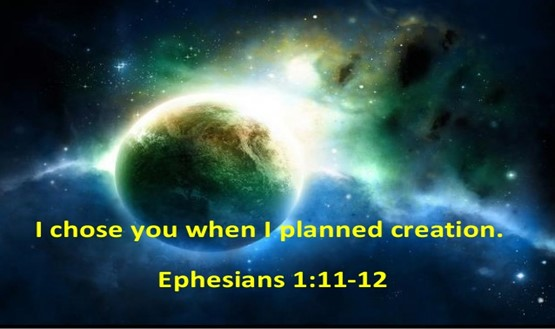 I chose you when I planned creation.
Ephesians 1:11-12